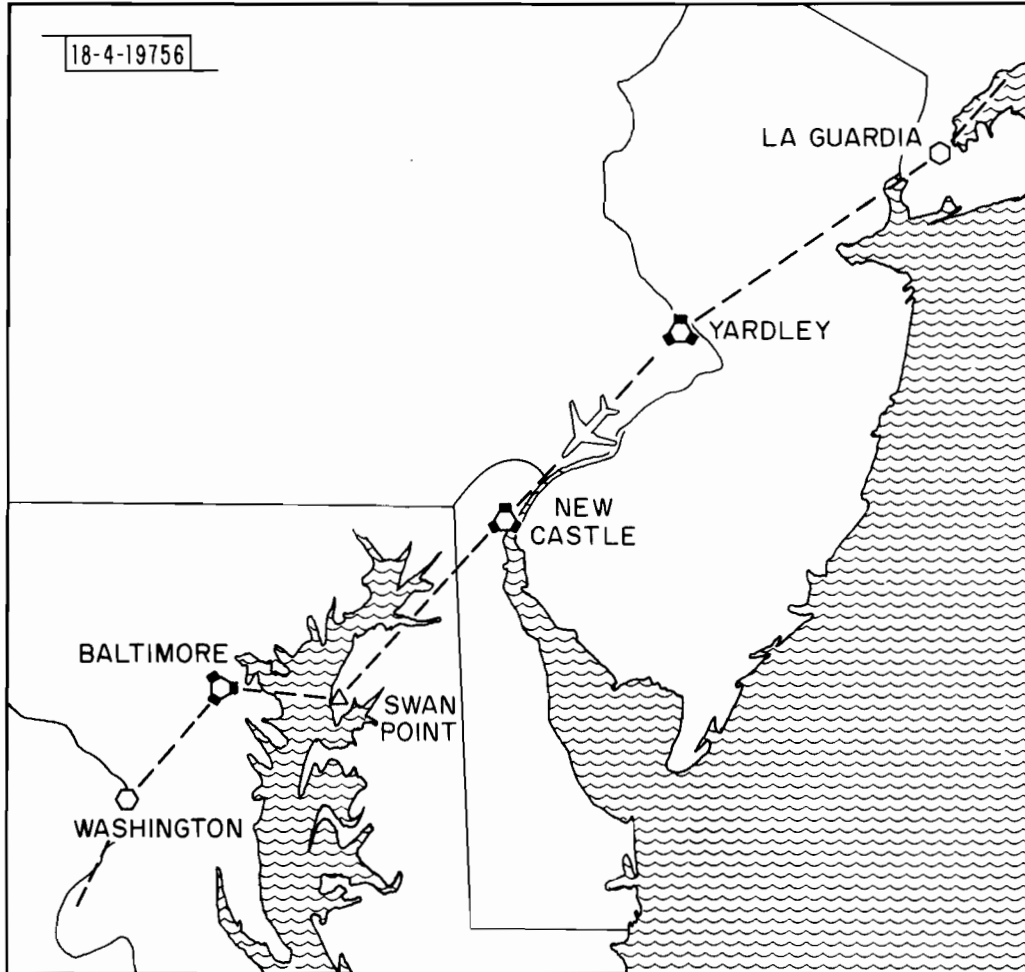 18-4-19756
LA GUARDIA
YARDLEY
NEW
CASTLE
BALTIMORE
SWAN
POINT
WASHINGTON